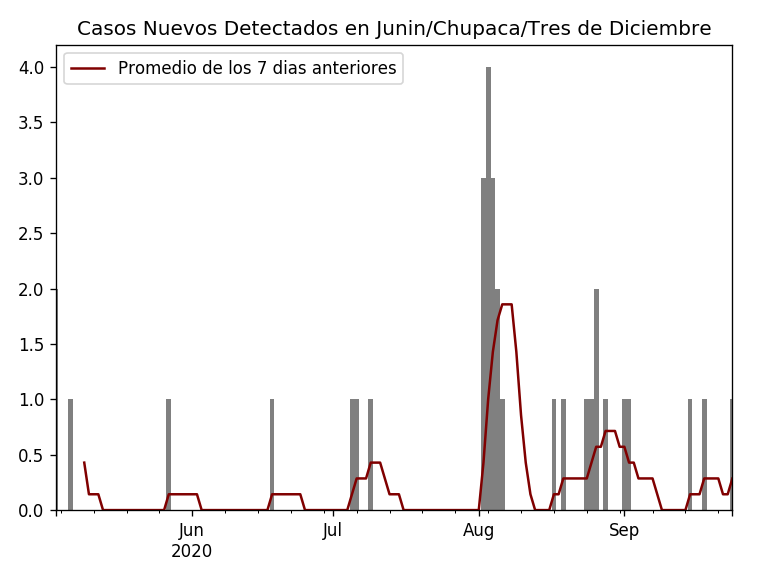 Casos Nuevos Detectados en Junin/Chupaca/Tres de Diciembre
Promedio de los 7 dias anteriores
4.0
3.5
3.0
2.5
2.0
1.5
1.0
0.5
0.0
Jun
2020
Jul
Aug
Sep